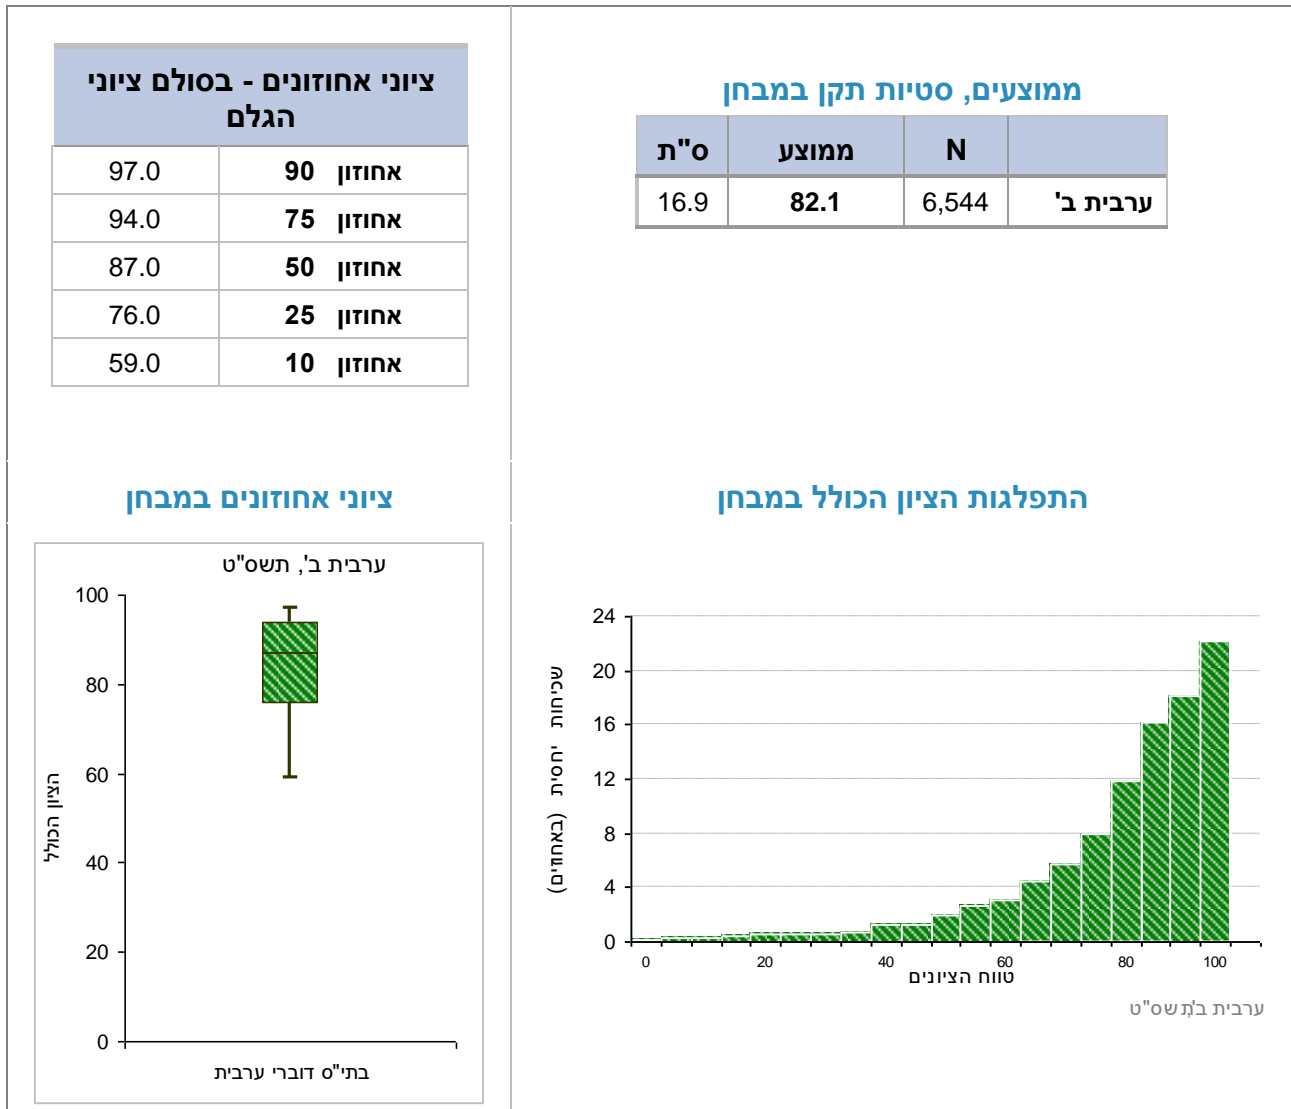 ממוצעים, סטיות תקן במבחן
N ממוצע ס"ת
ערבית ב' 6,544 82.1 16.9
ציוני אחוזונים - בסולם ציוני
הגלם
אחוזון 90 97.0
אחוזון 75 94.0
אחוזון 50 87.0
אחוזון 25 76.0
אחוזון 10 59.0
התפלגות הציון הכולל במבחן
24
20
16
12
8
4
0
שכיחות יחסית (באחוזים)
0 20 40 60 80 100
טווח הציונים
ערבית ב', תשס"ט
ציוני אחוזונים במבחן
ערבית ב', תשס"ט
100
80
60
40
20
0
הציון הכולל
בתי"ס דוברי ערבית